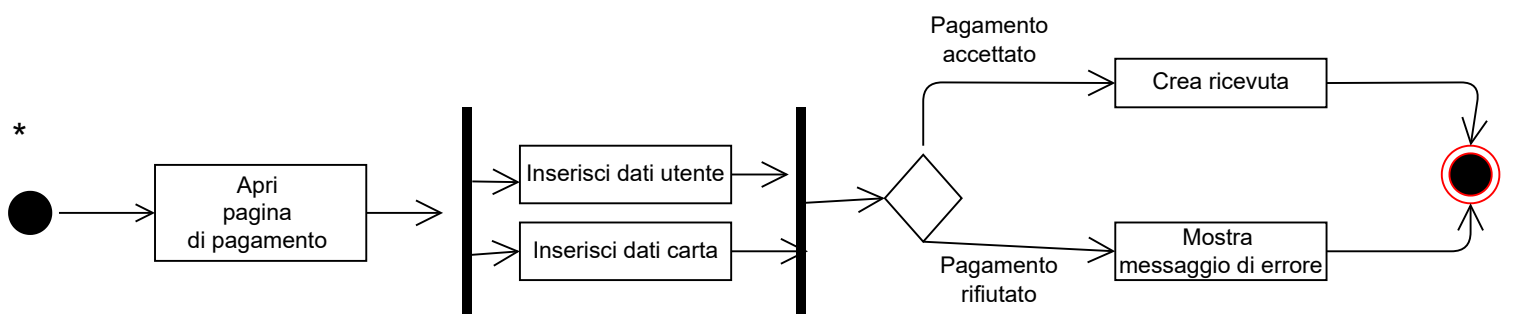 *
Apri
pagina
di pagamento
Inserisci dati utente
Inserisci dati carta
Pagamento
accettato
Crea ricevuta
Pagamento
rifiutato
Mostra
messaggio di errore